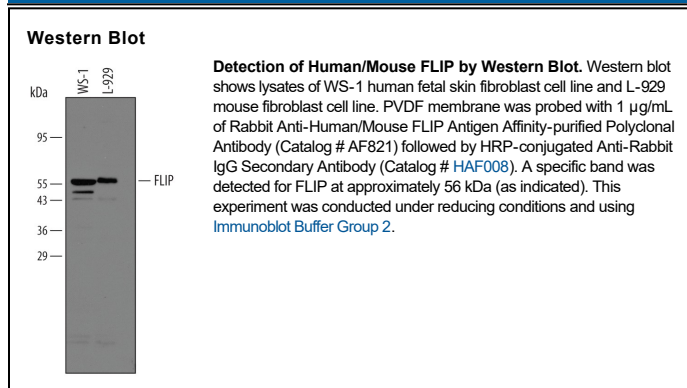 Western Blot
kDa
WS-1
L-929
95
55
43
36
29
FLIP
Detection of Human/Mouse FLIP by Western Blot. Western blot
shows lysates of WS-1 human fetal skin fibroblast cell line and L-929
mouse fibroblast cell line. PVDF membrane was probed with 1 µg/mL
of Rabbit Anti-Human/Mouse FLIP Antigen Affinity-purified Polyclonal
Antibody (Catalog # AF821) followed by HRP-conjugated Anti-Rabbit
IgG Secondary Antibody (Catalog # HAF008). A specific band was
detected for FLIP at approximately 56 kDa (as indicated). This
experiment was conducted under reducing conditions and using
Immunoblot Buffer Group 2.